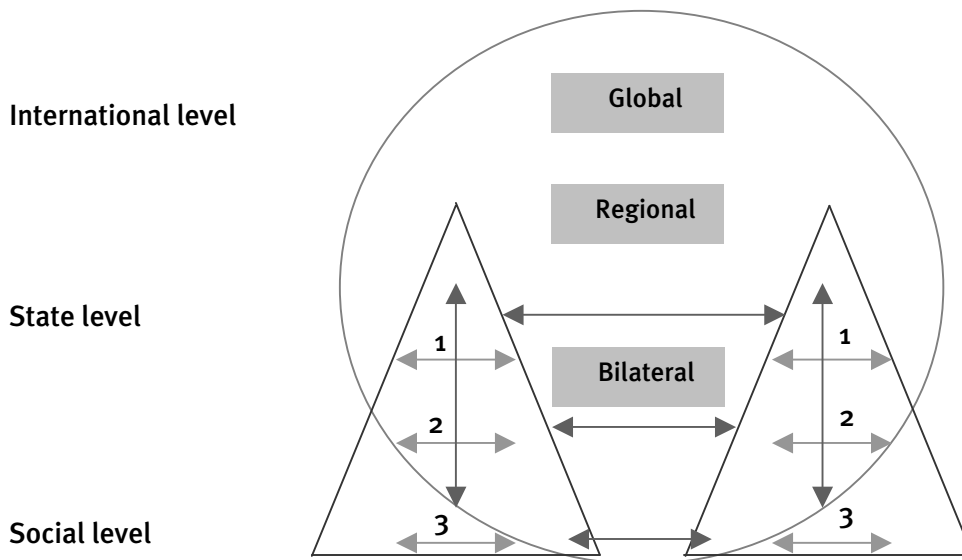 Global
International level
Regional
State level
1
1
Bilateral
2
2
3
3
Social level